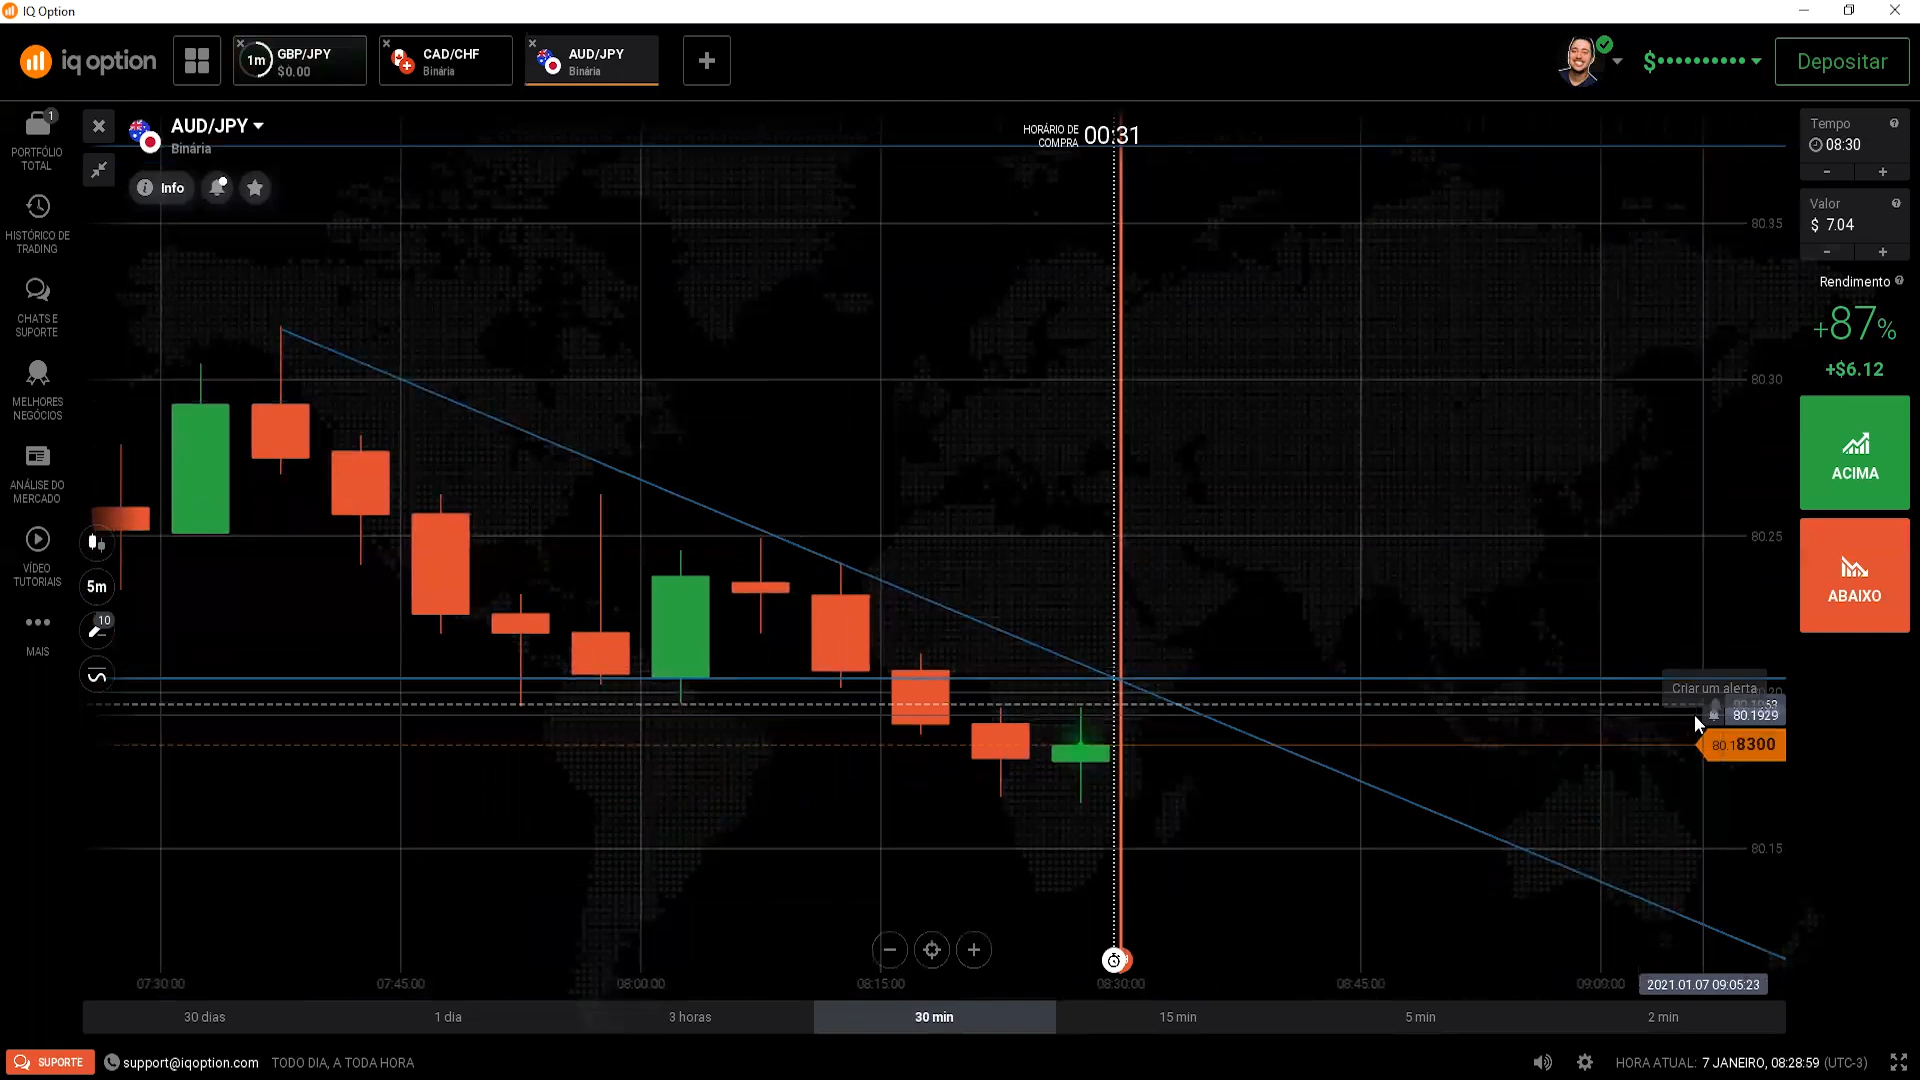 IQ Option
iq option
1m
GBP/JPY
$0.00
CAD/CHF
Binária
AUD/JPY
Binária
$••••••••••
Depositar
AUD/JPY
Binária
Info
HORÁRIO DE
COMPRA
00:31
1
PORTFÓLIO
TOTAL
HISTÓRICO DE
TRADING
CHATS E
SUPORTE
MELHORES
NEGÓCIOS
ANÁLISE DO
MERCADO
VÍDEO
TUTORIAIS
MAIS
5m
10
80.35
80.30
80.25
80.15
Criar um alerta
80.1929
80.18300
Tempo
08:30
- +
Valor
$ 7.04
- +
Rendimento
+87%
+$6.12
ACIMA
ABAIXO
07:30:00
07:45:00
08:00:00
08:15:00
08:30:00
08:45:00
2021.01.07 09:05:23
30 dias
1 dia
3 horas
30 min
15 min
5 min
2 min
SUPORTE
support@iqoption.com
TODO DIA, A TODA HORA
HORA ATUAL: 7 JANEIRO, 08:28:59 (UTC-3)